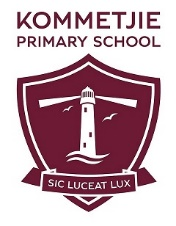 KOMMETJIE
PRIMARY SCHOOL
SIC LUCEAT LUX